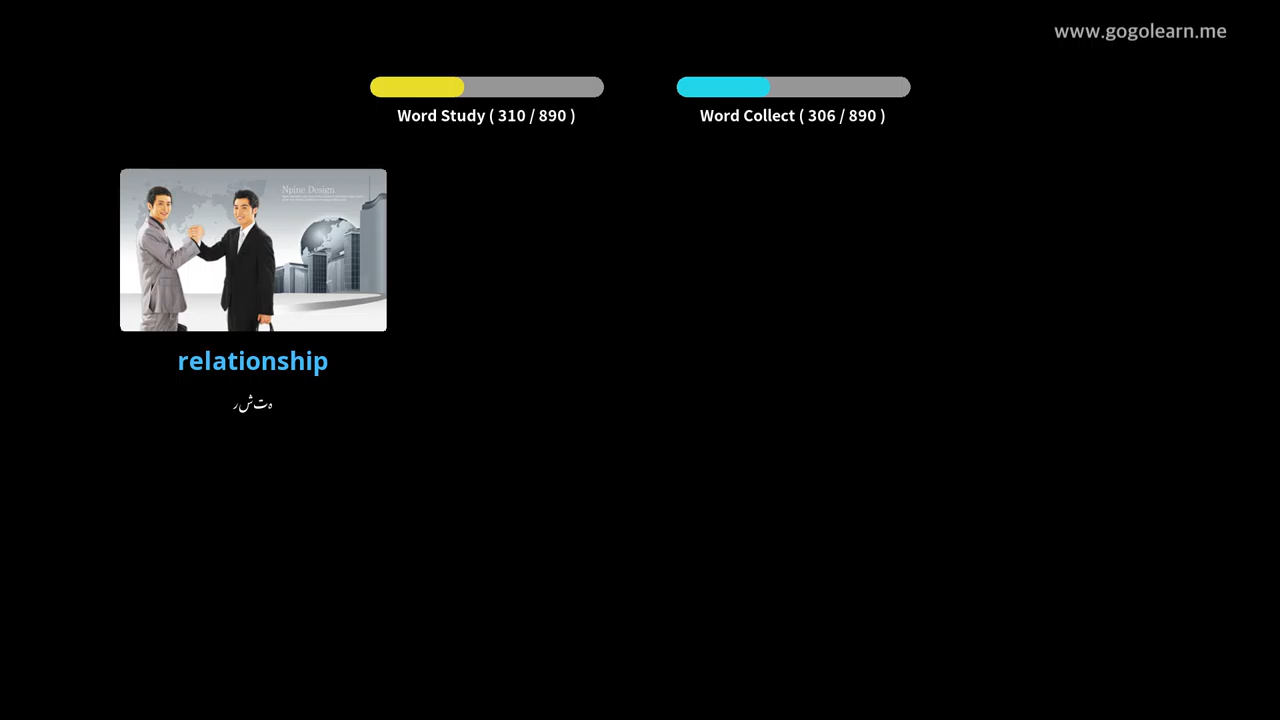 www.gogolearn.me
Word Study ( 310 / 890 )
Word Collect ( 306 / 890 )
Npine Design
relationship
رشتہ